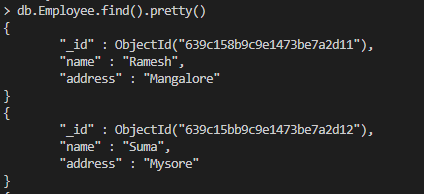 > db.Employee.find().pretty()
{
        "_id" : ObjectId("639c158b9c9e1473be7a2d11"),
        "name" : "Ramesh",
        "address" : "Mangalore"
}
{
        "_id" : ObjectId("639c15bb9c9e1473be7a2d12"),
        "name" : "Suma",
        "address" : "Mysore"
}